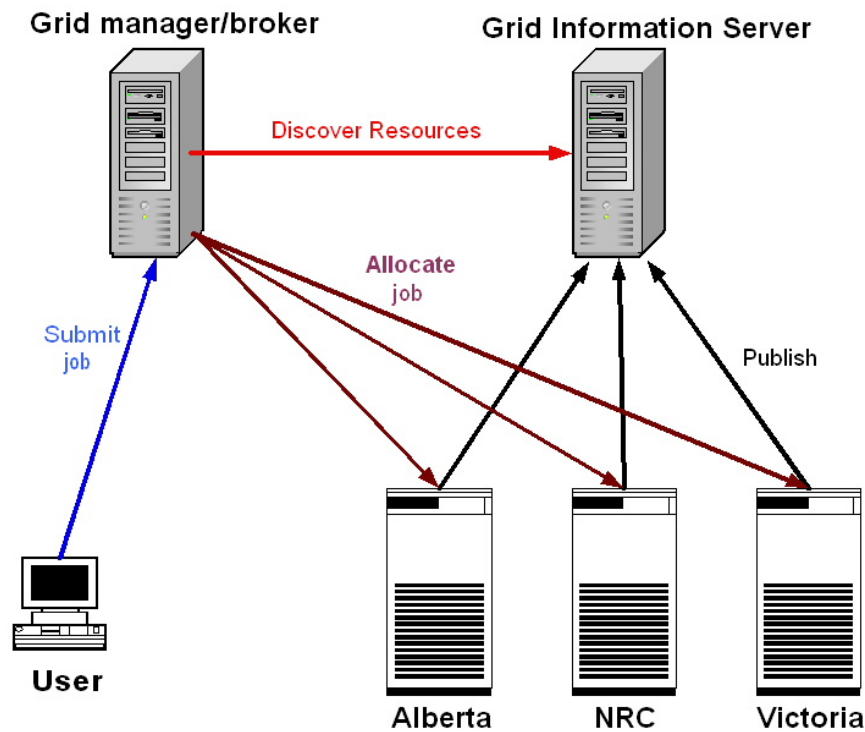 Grid manager/broker
Grid Information Server
Discover Resources
Allocate
job
Submit
job
Publish
User
Alberta
NRC
Victoria